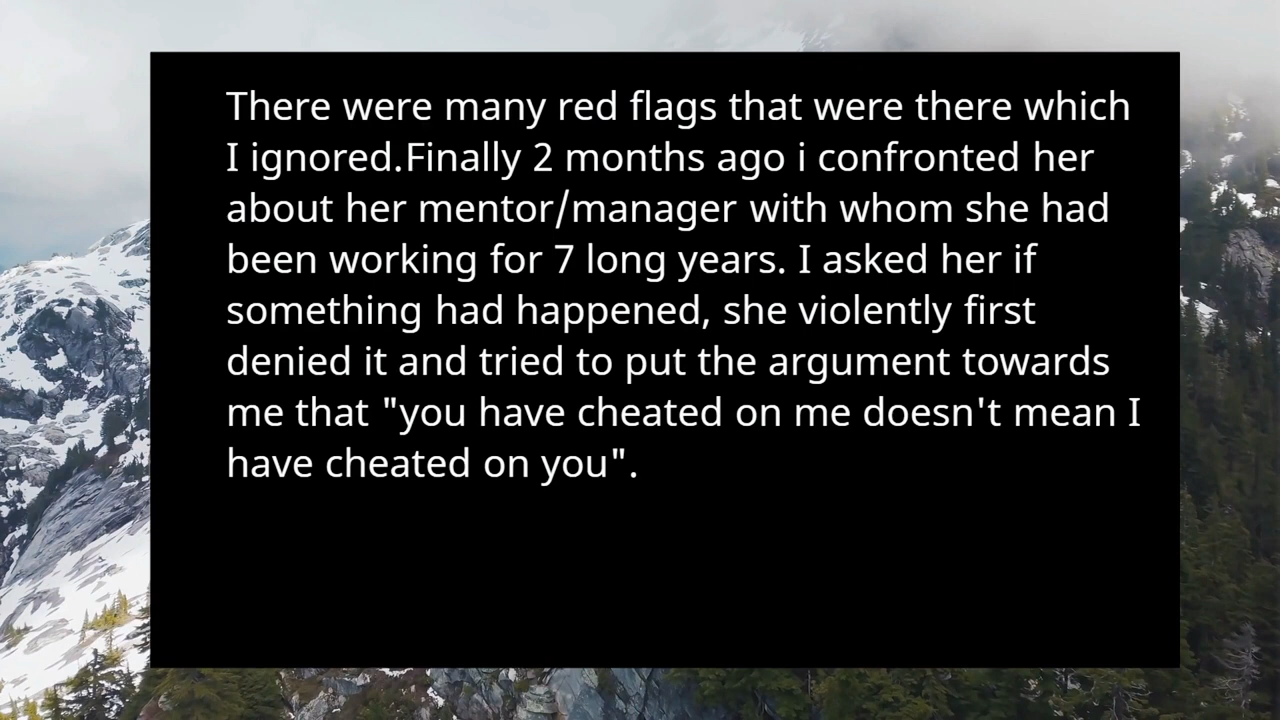 There were many red flags that were there which
I ignored.Finally 2 months ago i confronted her
about her mentor/manager with whom she had
been working for 7 long years. I asked her if
something had happened, she violently first
denied it and tried to put the argument towards
me that "you have cheated on me doesn't mean I
have cheated on you".